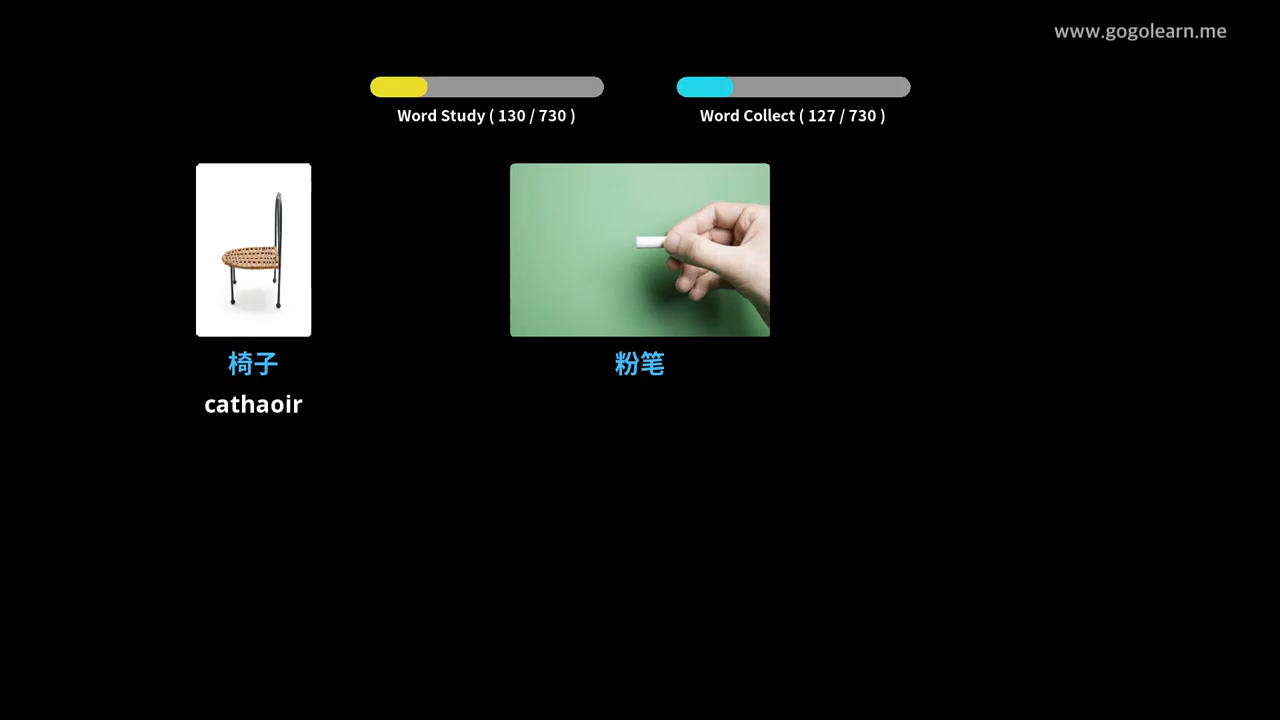 www.gogolearn.me
Word Study ( 130 / 730 )
Word Collect ( 127 / 730 )
椅子
粉笔
cathaoir